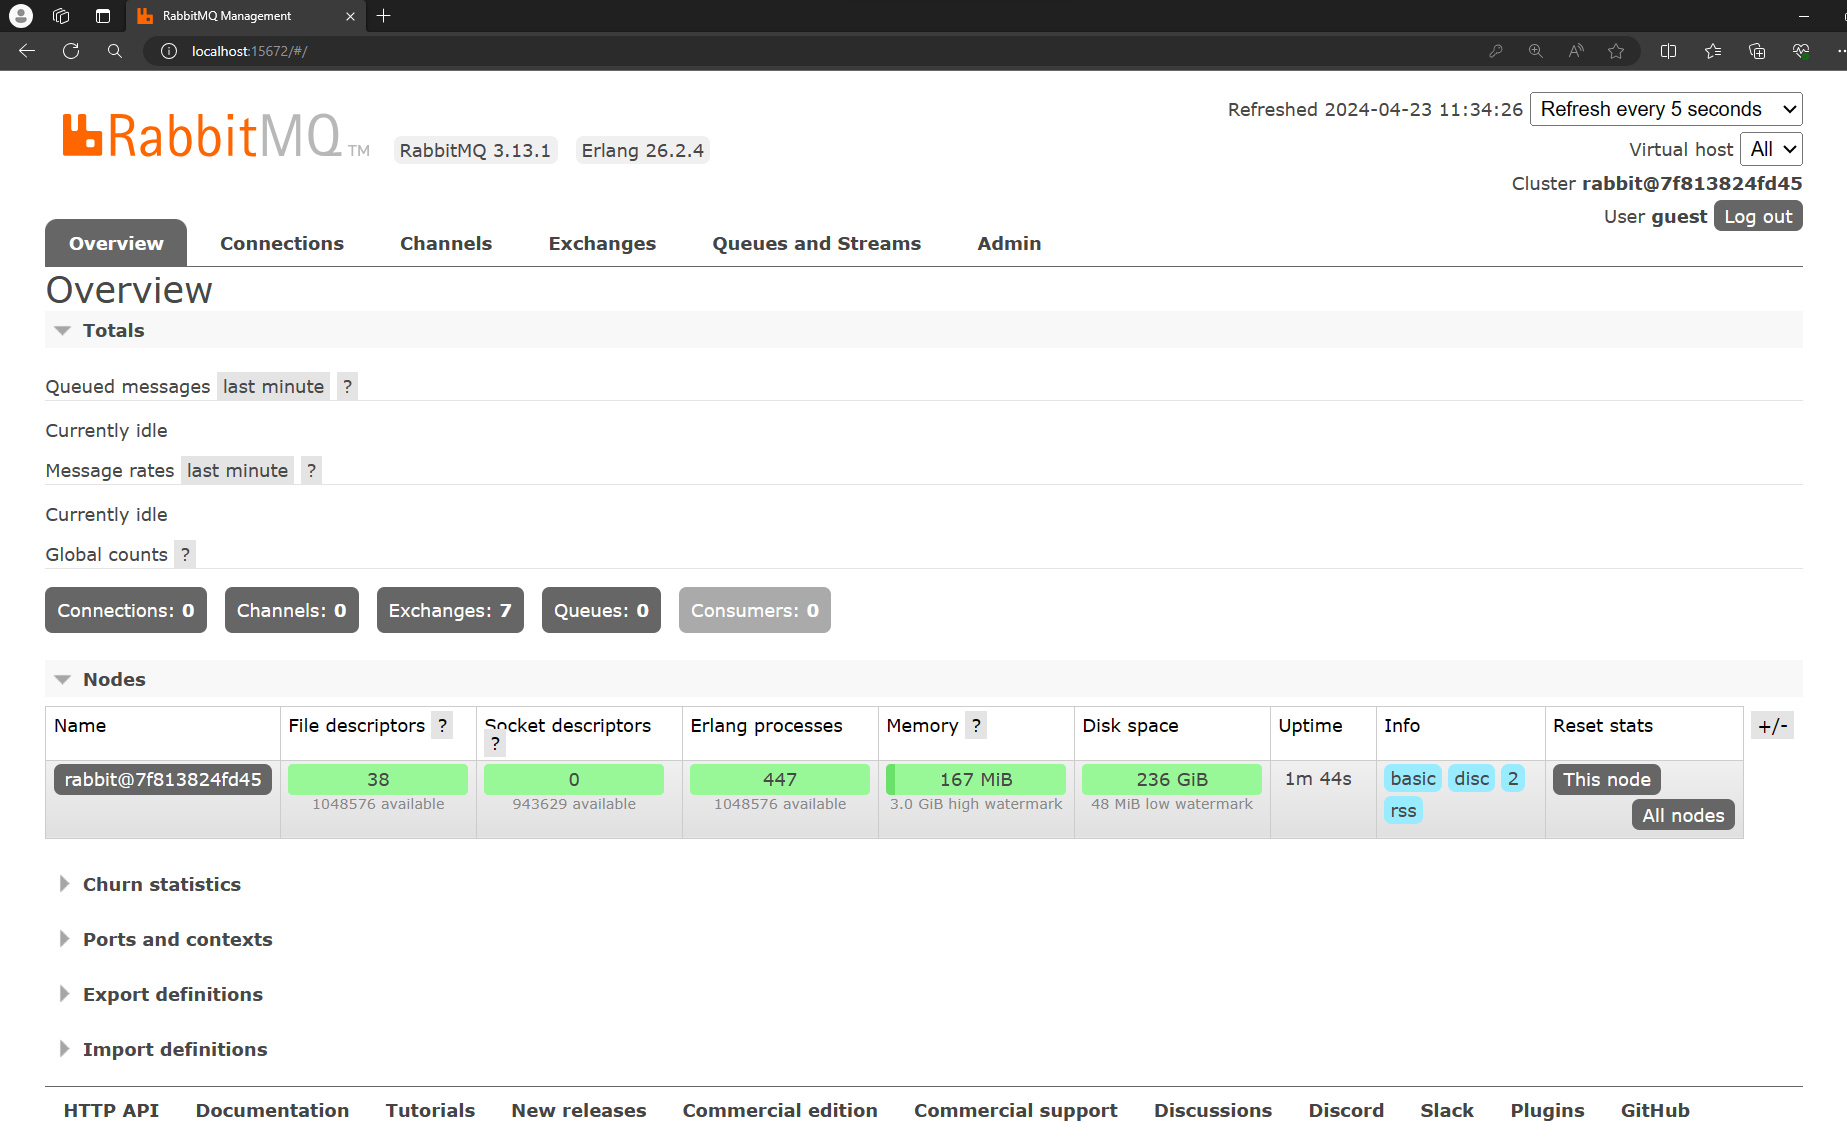 RabbitMQ Management
localhost:15672/#/
RabbitMQ TM
RabbitMQ 3.13.1 Erlang 26.2.4
Refreshed 2024-04-23 11:34:26 Refresh every 5 seconds
Virtual host All
Cluster rabbit@7f813824fd45
User guest Log out
Overview Connections Channels Exchanges Queues and Streams Admin
Overview
Totals
Queued messages last minute ?
Currently idle
Message rates last minute ?
Currently idle
Global counts ?
Connections: 0 Channels: 0 Exchanges: 7 Queues: 0 Consumers: 0
Nodes
Name File descriptors ? Socket descriptors ? Erlang processes Memory ? Disk space Uptime Info Reset stats +/-
rabbit@7f813824fd45 38 0 447 167 MiB 236 GiB 1m 44s basic disc 2 This node
1048576 available 943629 available 1048576 available 3.0 GiB high watermark 48 MiB low watermark rss All nodes
Churn statistics
Ports and contexts
Export definitions
Import definitions
HTTP API Documentation Tutorials New releases Commercial edition Commercial support Discussions Discord Slack Plugins GitHub